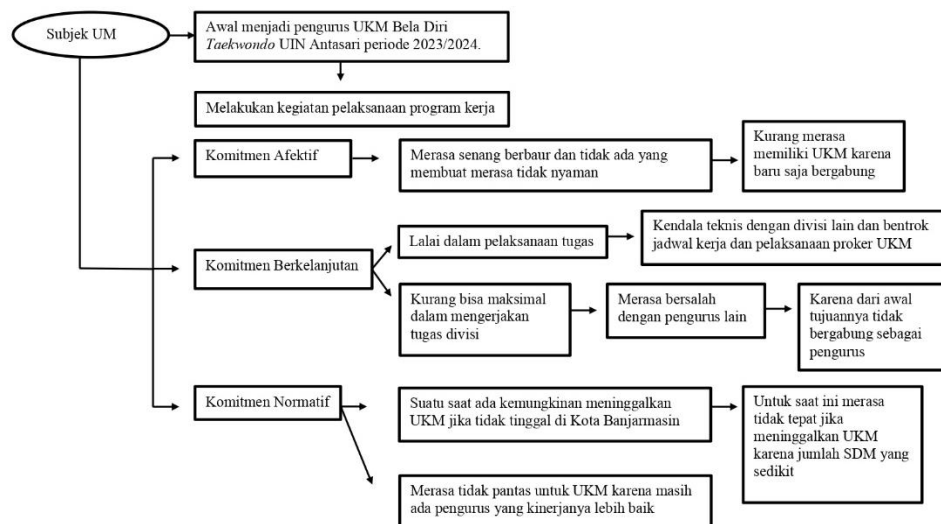 Subjek UM
Awal menjadi pengurus UKM Bela Diri
Taekwondo UIN Antasari periode 2023/2024.
Melakukan kegiatan pelaksanaan program kerja
Komitmen Afektif
Merasa senang berbaur dan tidak ada yang
membuat merasa tidak nyaman
Kurang merasa
memiliki UKM karena
baru saja bergabung
Komitmen Berkelanjutan
Lalai dalam pelaksanaan tugas
Kendala teknis dengan divisi lain dan bentrok
jadwal kerja dan pelaksanaan proker UKM
Kurang bisa maksimal
dalam mengerjakan
tugas divisi
Merasa bersalah
dengan pengurus lain
Karena dari awal
tujuannya tidak
bergabung sebagai
pengurus
Komitmen Normatif
Suatu saat ada kemungkinan meninggalkan
UKM jika tidak tinggal di Kota Banjarmasin
Untuk saat ini merasa
tidak tepat jika
meninggalkan UKM
karena jumlah SDM yang
sedikit
Merasa tidak pantas untuk UKM karena masih
ada pengurus yang kinerjanya lebih baik